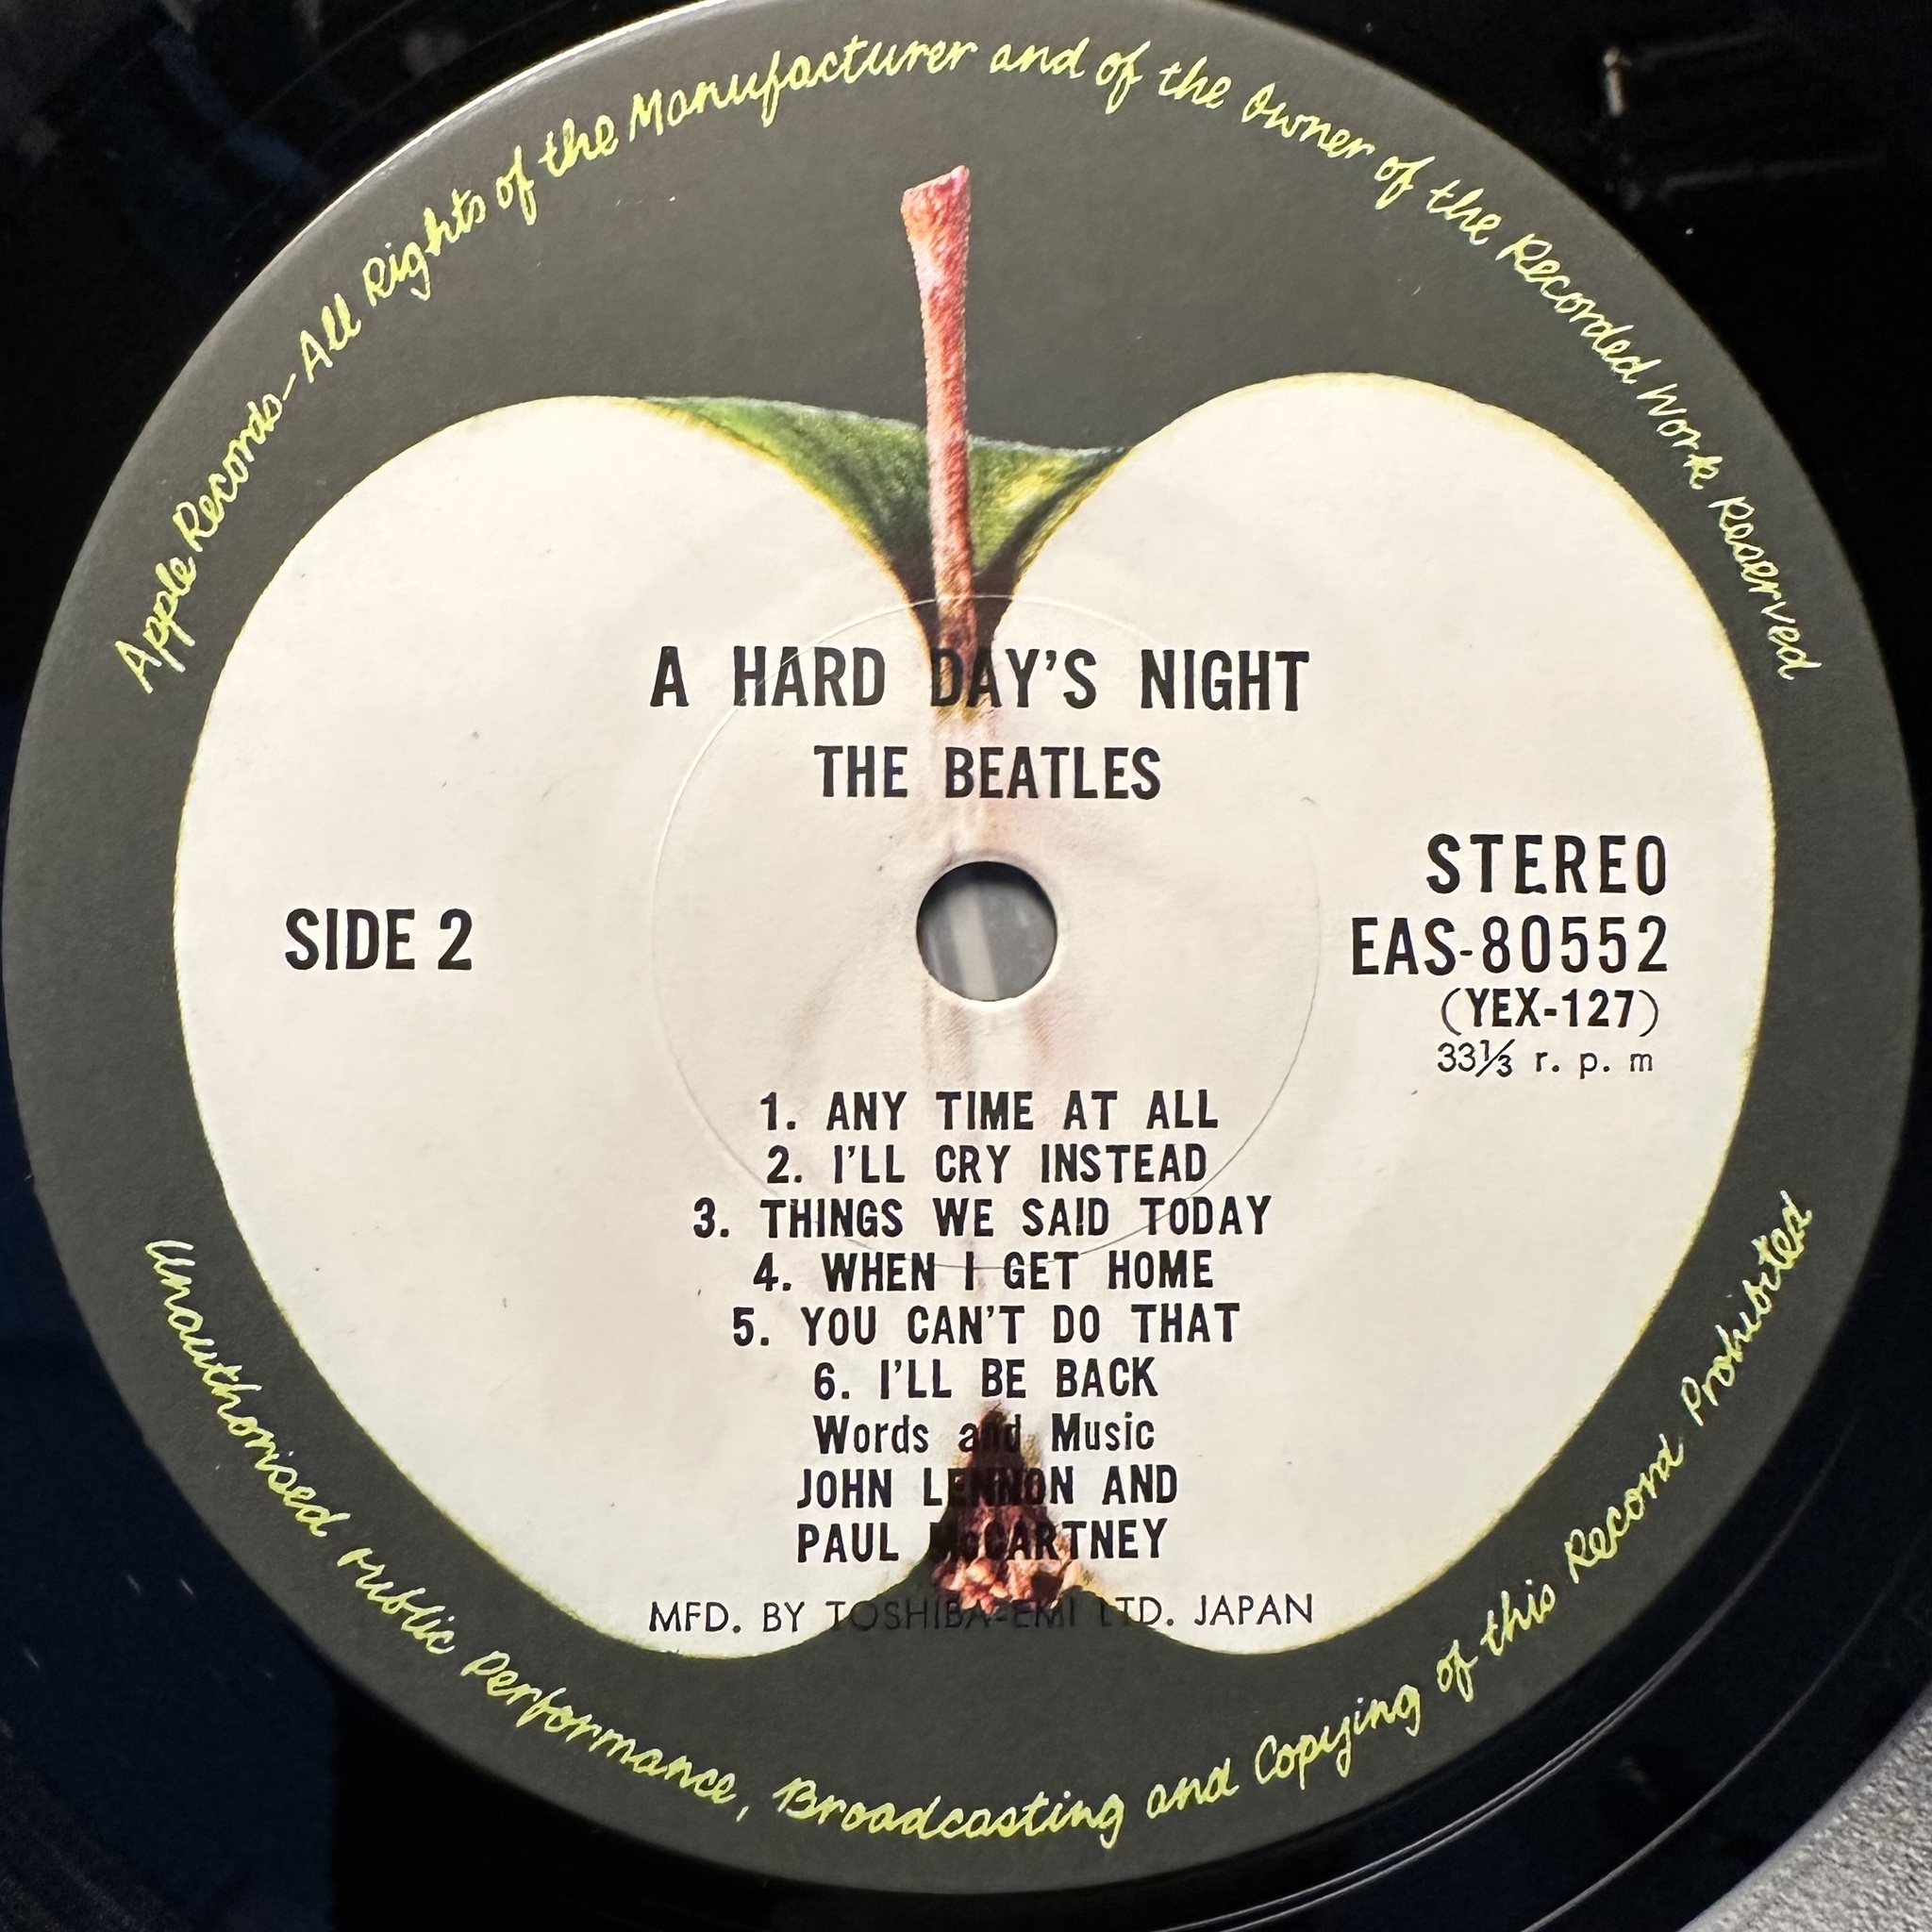 Apple Records–All Rights of the Manufacturer and of the Owner of the Recorded Work Reserved
A HARD DAY'S NIGHT
THE BEATLES
SIDE 2
STEREO
EAS-80552
(YEX-127)
33⅓ r. p. m
1. ANY TIME AT ALL
2. I'LL CRY INSTEAD
3. THINGS WE SAID TODAY
4. WHEN I GET HOME
5. YOU CAN'T DO THAT
6. I'LL BE BACK
Words and Music
JOHN LENNON AND
PAUL McCARTNEY
MFD. BY TOSHIBA-EMI LTD. JAPAN
Unauthorised Public Performance, Broadcasting and Copying of this Record Prohibited